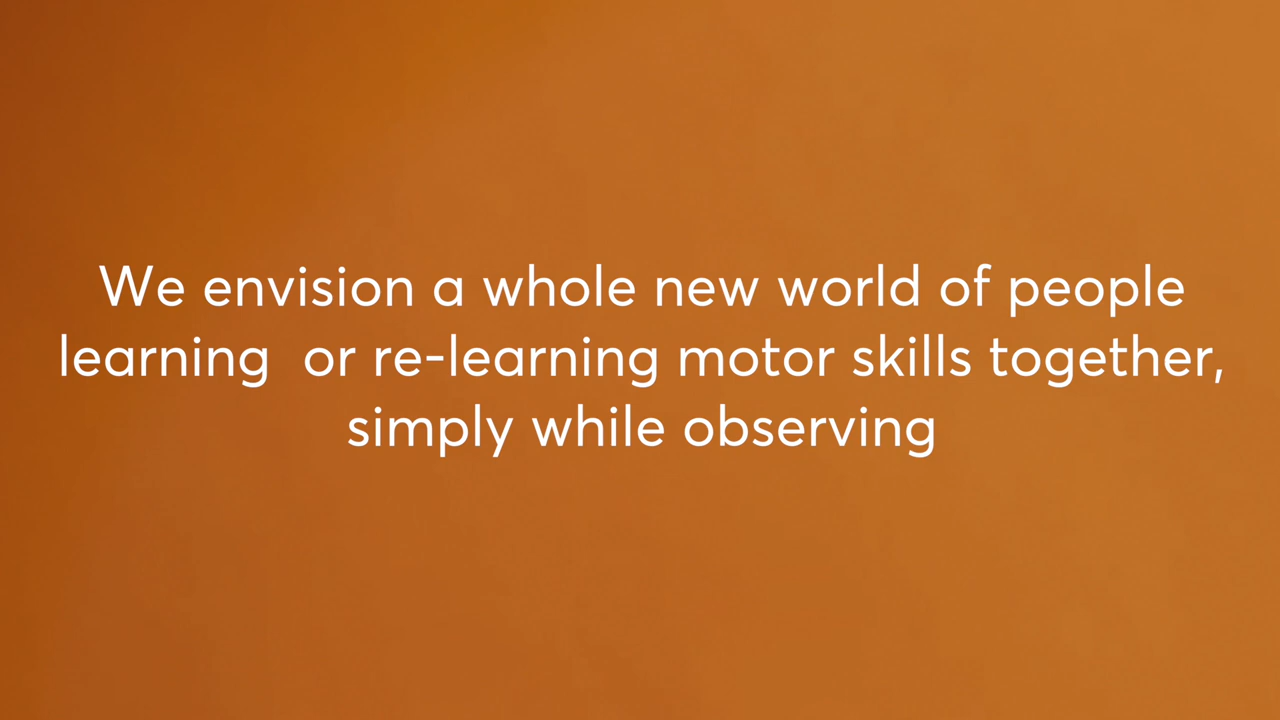 We envision a whole new world of people
learning  or re-learning motor skills together,
simply while observing